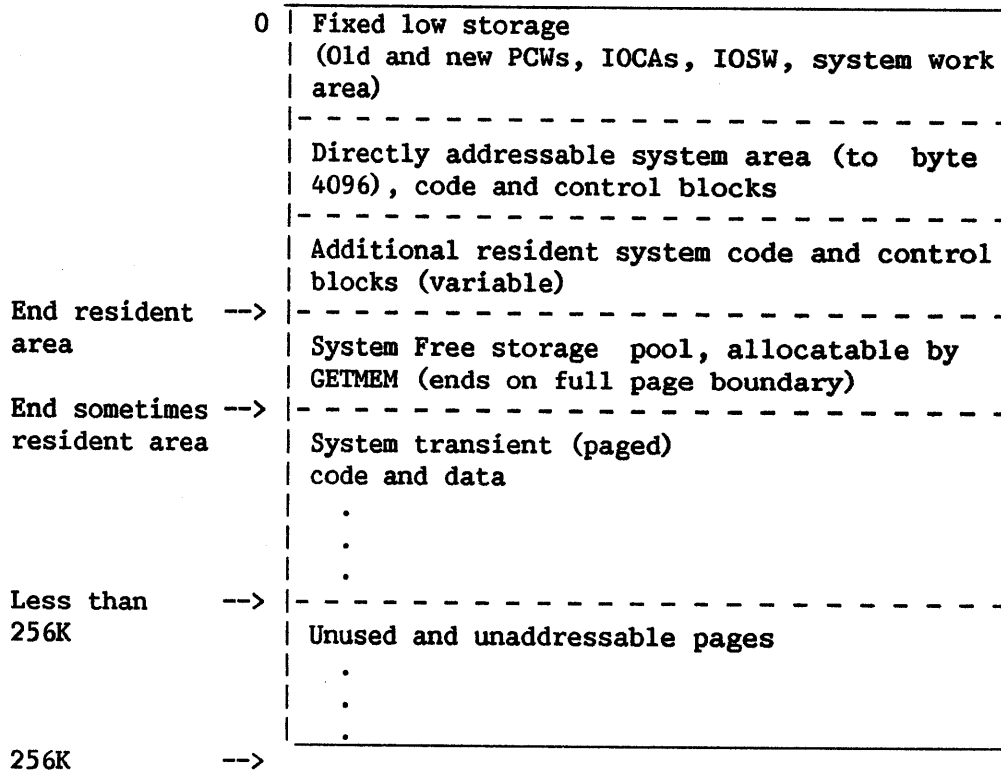 0 | Fixed low storage
| (Old and new PCWs, IOCAs, IOSW, system work
| area)
|- - - - - - - - - - - - - - - - - - - - - - -
| Directly addressable system area (to byte
| 4096), code and control blocks
|- - - - - - - - - - - - - - - - - - - - - - -
| Additional resident system code and control
| blocks (variable)
End resident --> |- - - - - - - - - - - - - - - - - - - - - - -
area | System Free storage pool, allocatable by
| GETMEM (ends on full page boundary)
End sometimes --> |- - - - - - - - - - - - - - - - - - - - - - -
resident area | System transient (paged)
| code and data
| .
| .
| .
Less than --> |- - - - - - - - - - - - - - - - - - - - - - -
256K | Unused and unaddressable pages
| .
| .
| .
256K -->